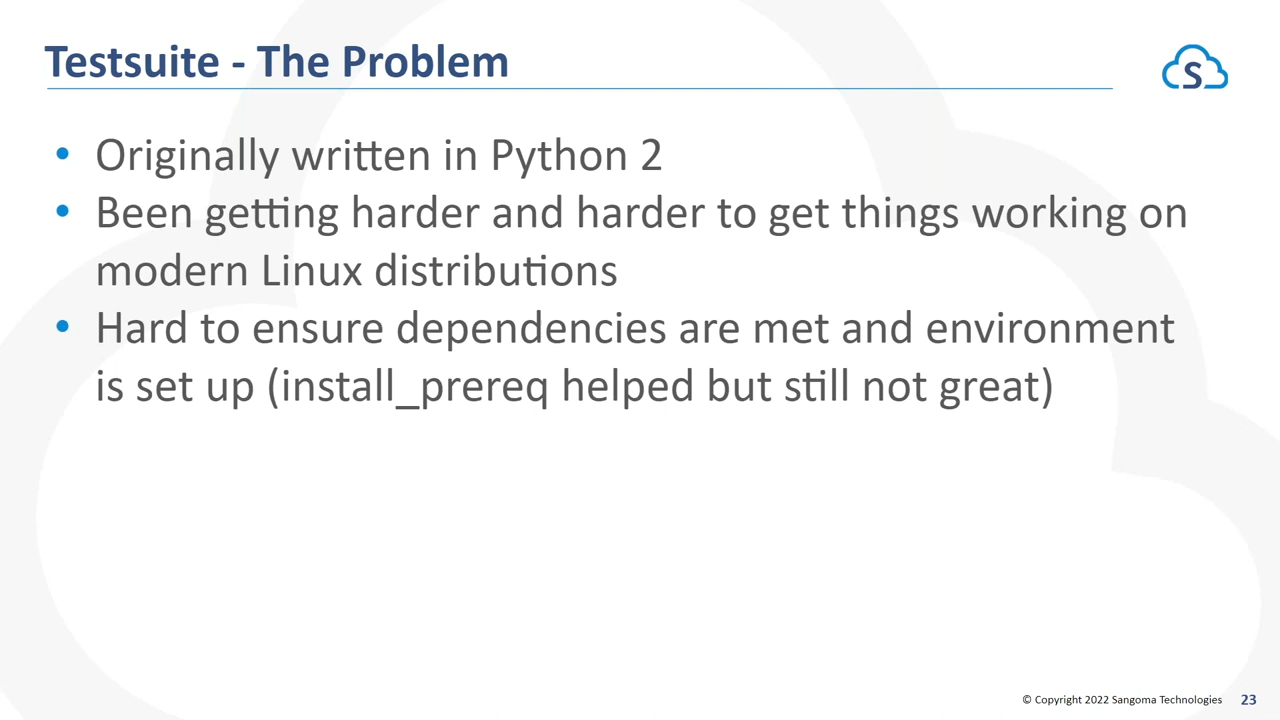 Testsuite - The Problem
S
• Originally written in Python 2
• Been getting harder and harder to get things working on
modern Linux distributions
• Hard to ensure dependencies are met and environment
is set up (install_prereq helped but still not great)
© Copyright 2022 Sangoma Technologies 23